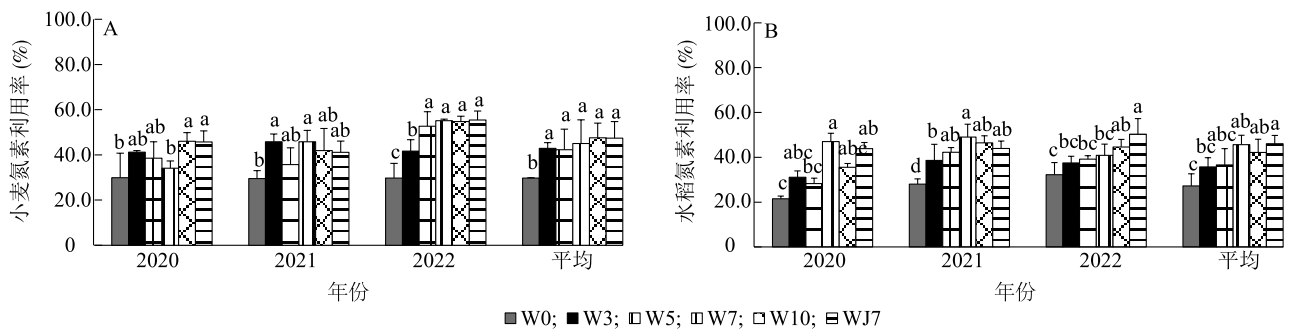 A
小麦氮素利用率 (%)
100.0
80.0
60.0
40.0
20.0
0
b ab ab b a a
b a ab a ab ab
c b a a a a
b a a a a a
2020 2021 2022 平均
年份
B
水稻氮素利用率 (%)
100.0
80.0
60.0
40.0
20.0
0
c abc bc a abc ab
d b ab a ab ab
c bc bc bc ab a
c bc abc ab ab a
2020 2021 2022 平均
年份
W0; W3; W5; W7; W10; WJ7